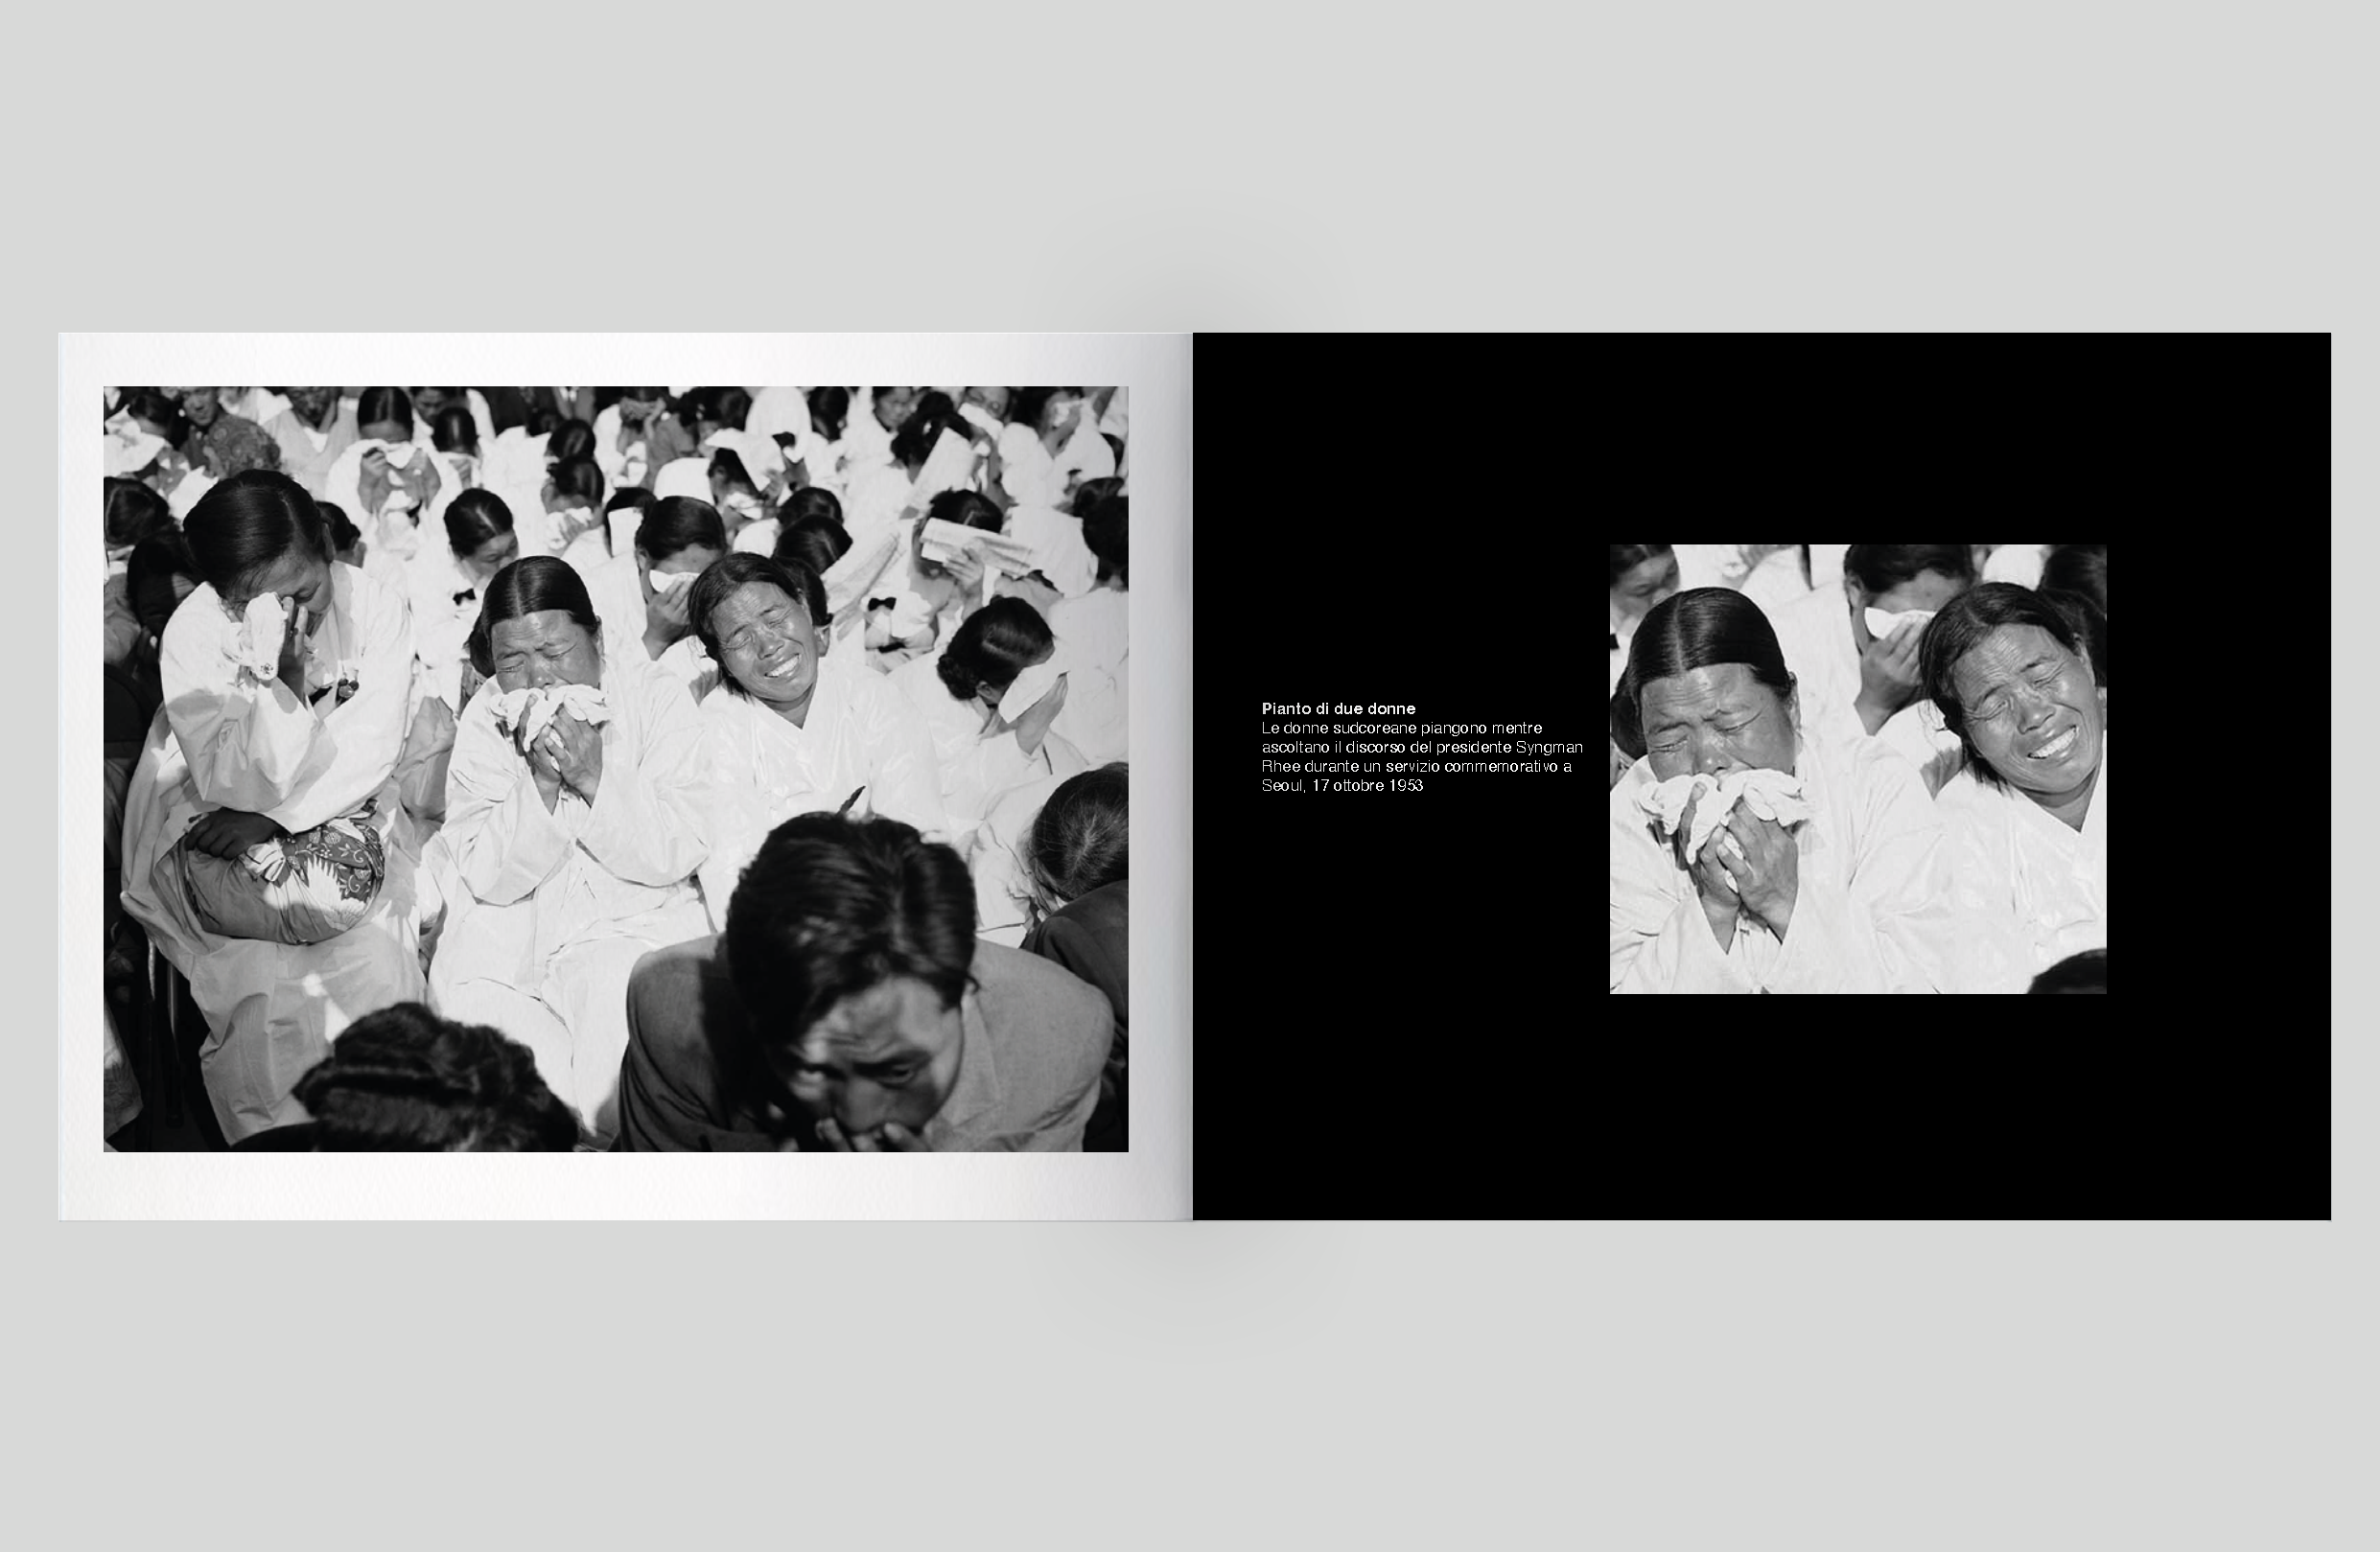 Pianto di due donne
Le donne sudcoreane piangono mentre
ascoltano il discorso del presidente Syngman
Rhee durante un servizio commemorativo a
Seoul, 17 ottobre 1953